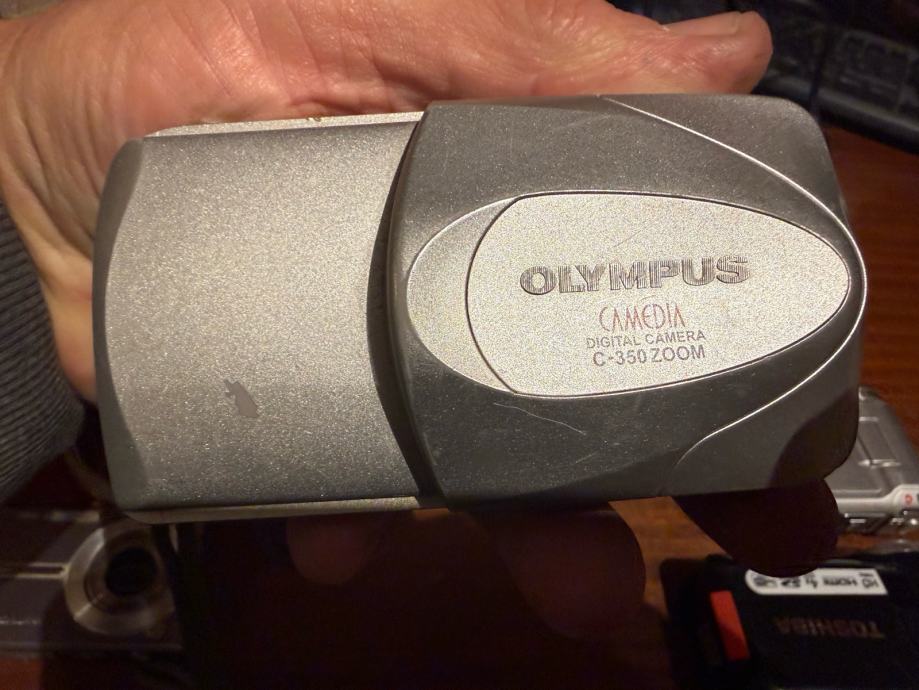 OLYMPUS
CAMEDIA
DIGITAL CAMERA
C-350 ZOOM
TOSHIBA